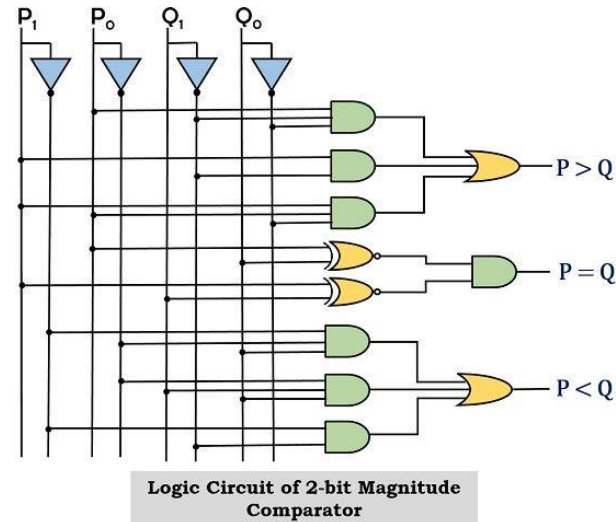 P₁ P₀ Q₁ Q₀
P > Q
P = Q
P < Q
Logic Circuit of 2-bit Magnitude
Comparator